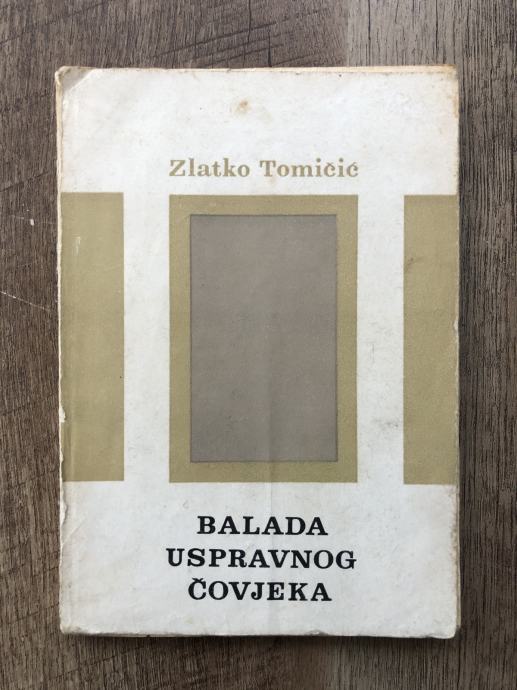 Zlatko Tomičić
BALADA
USPRAVNOG
ČOVJEKA